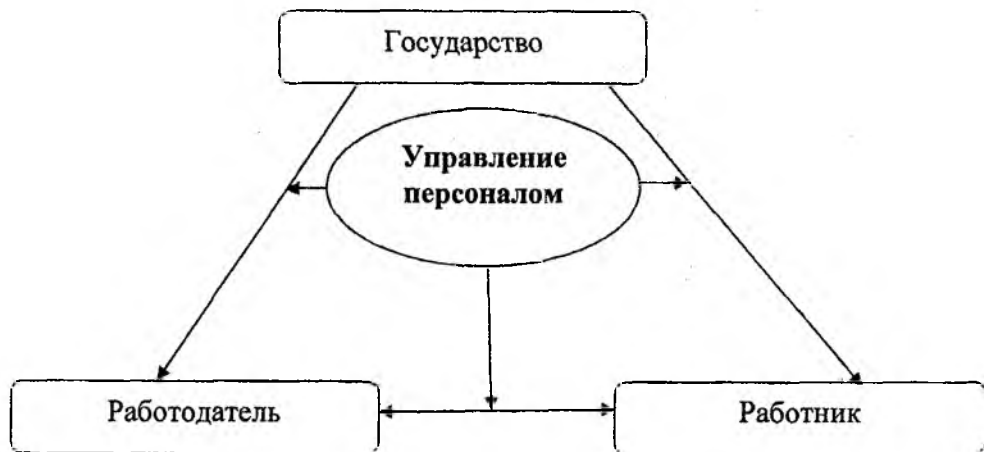 Государство
Управление
персоналом
Работодатель
Работник